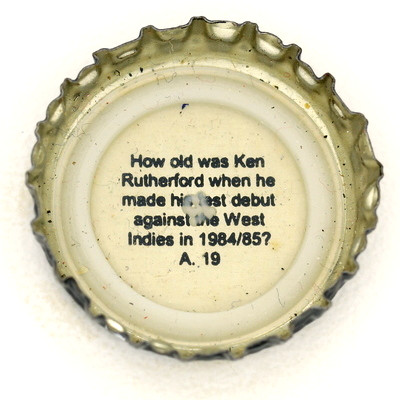 How old was Ken
Rutherford when he
made his test debut
against the West
Indies in 1984/85?
A. 19